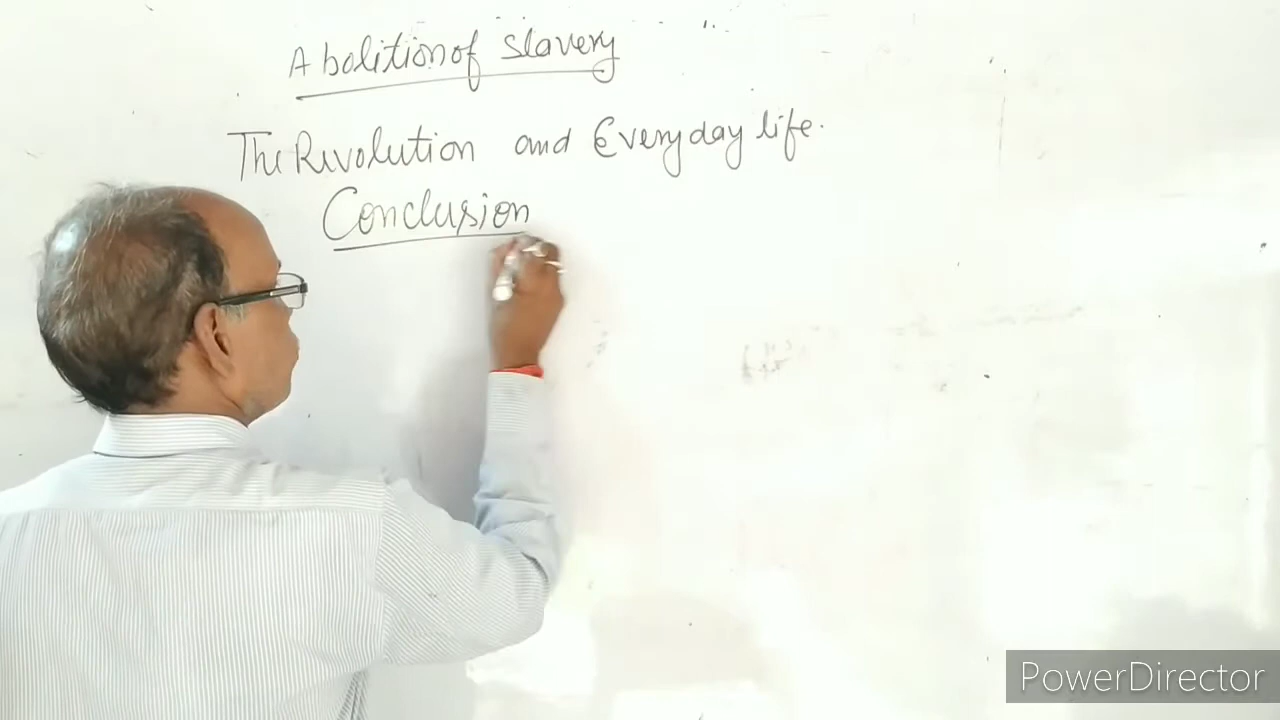 Abolition of Slavery
The Revolution and Everyday life.
Conclusion
PowerDirector